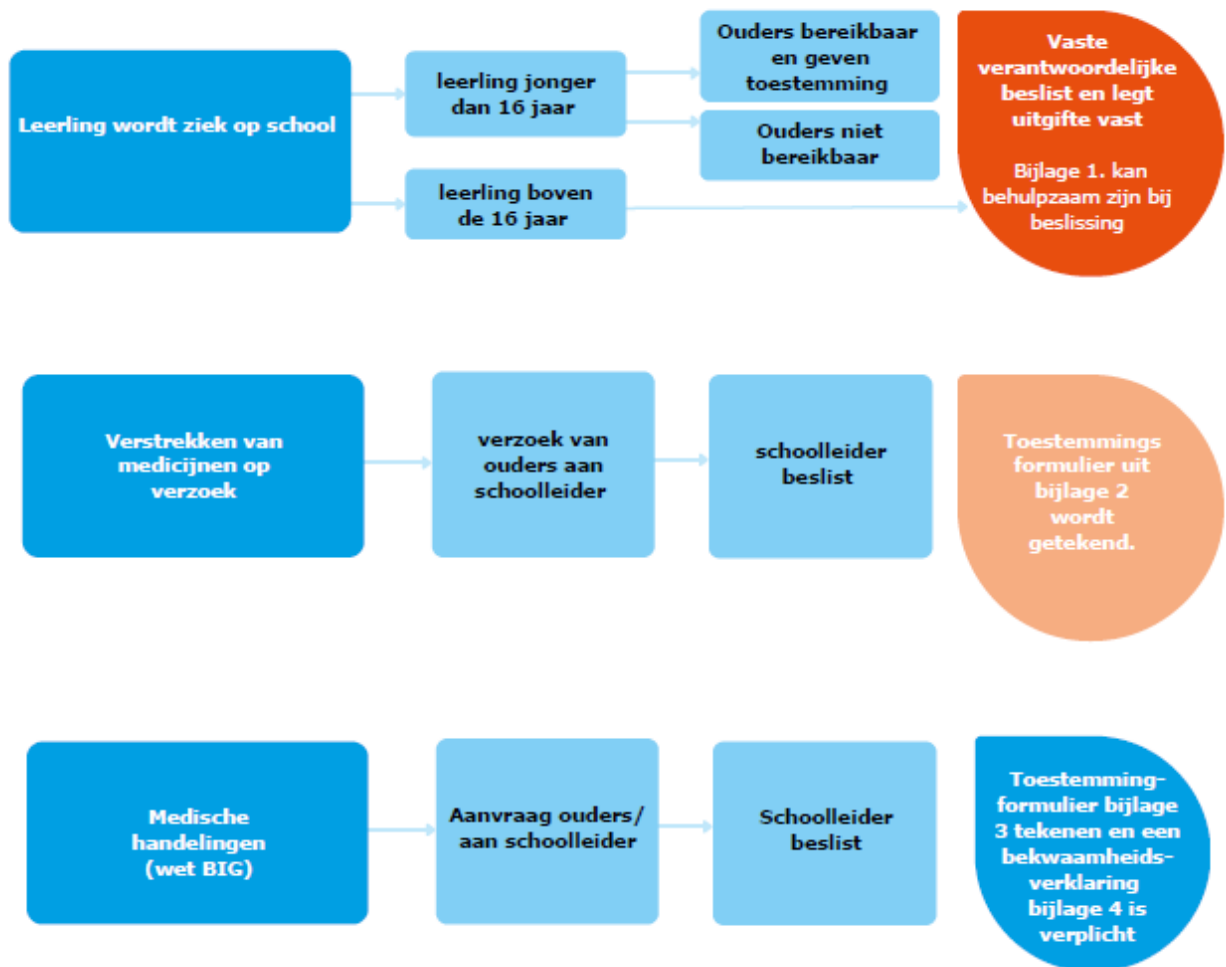 Leerling wordt ziek op school
leerling jonger
dan 16 jaar
Ouders bereikbaar
en geven
toestemming
Ouders niet
bereikbaar
leerling boven
de 16 jaar
Vaste
verantwoordelijke
beslist en legt
uitgifte vast
Bijlage 1. kan
behulpzaam zijn bij
beslissing
Verstrekken van
medicijnen op
verzoek
verzoek van
ouders aan
schoolleider
schoolleider
beslist
Toestemmings
formulier uit
bijlage 2
wordt
getekend.
Medische
handelingen
(wet BIG)
Aanvraag ouders/
aan schoolleider
Schoolleider
beslist
Toestemming-
formulier bijlage
3 tekenen en een
bekwaamheids-
verklaring
bijlage 4 is
verplicht